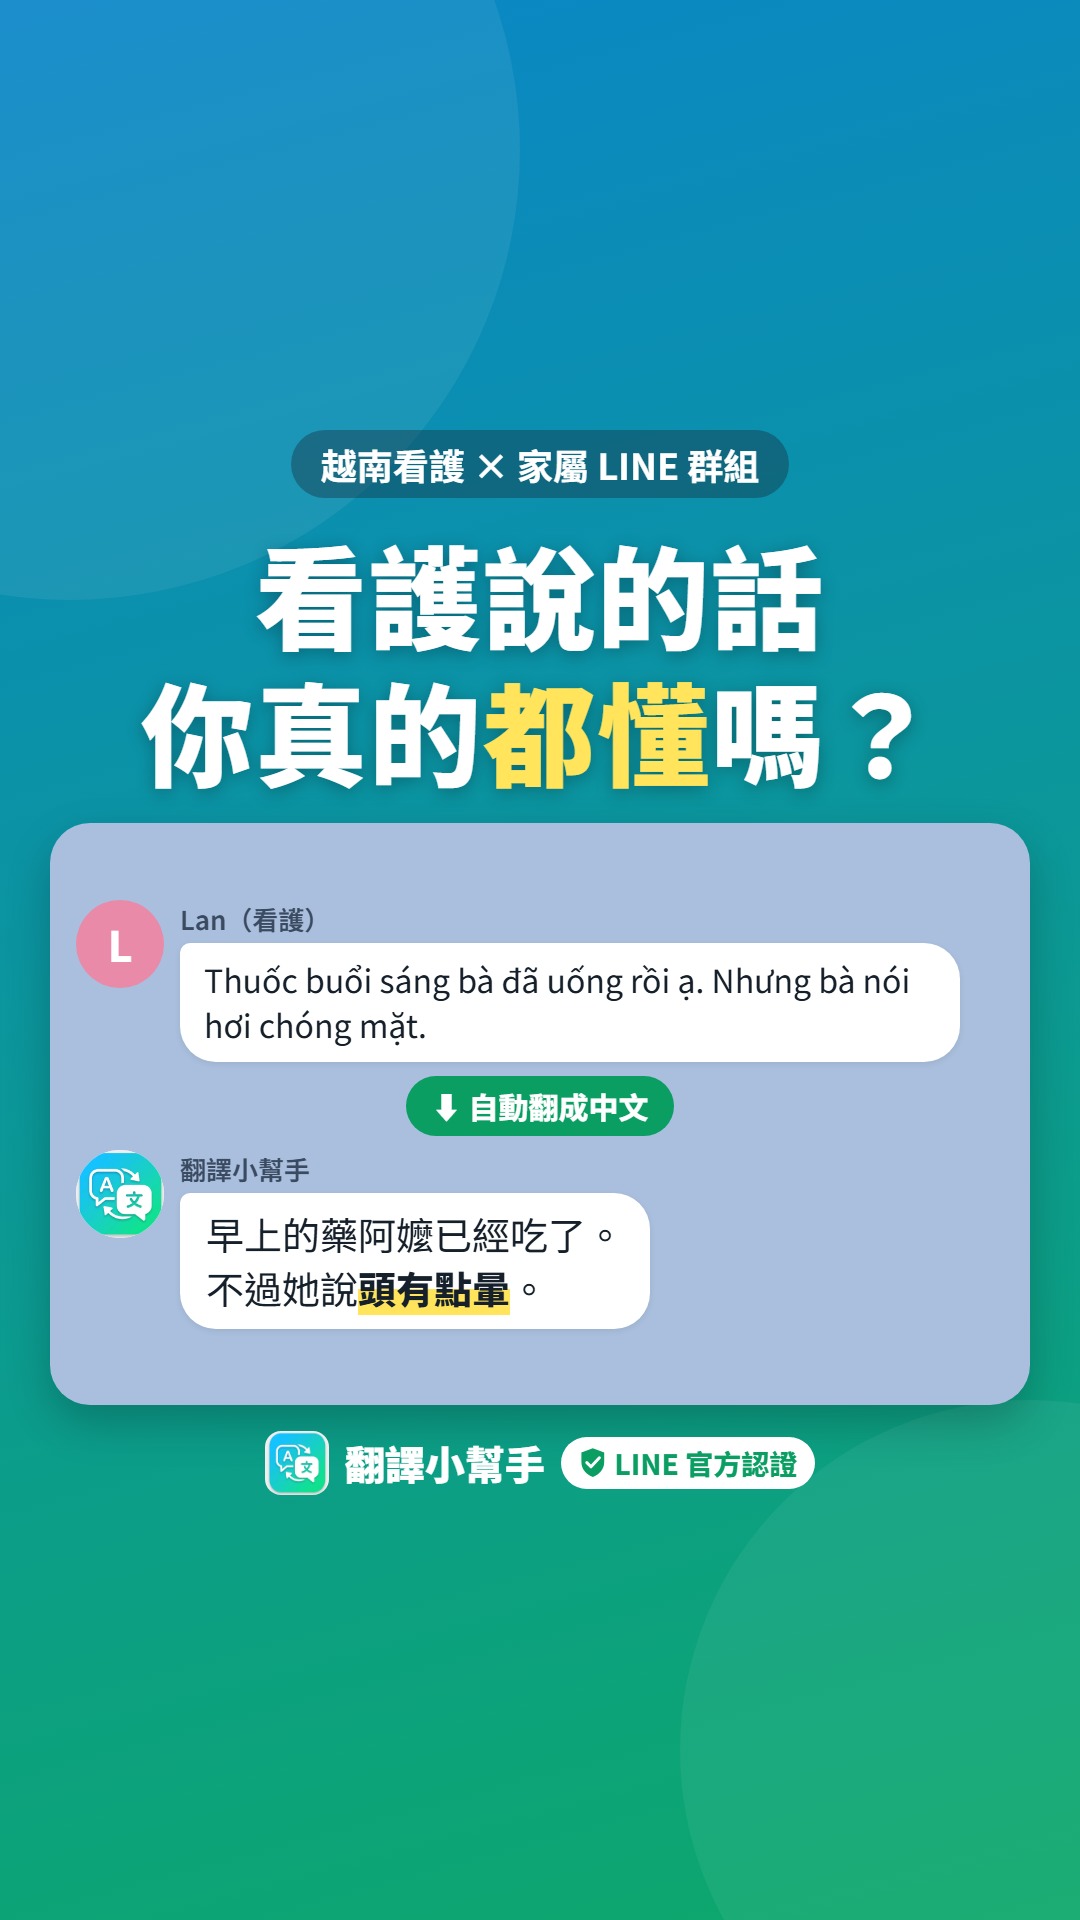 越南看護 × 家屬 LINE 群組
看護說的話
你真的都懂嗎？
L
Lan（看護）
Thuốc buổi sáng bà đã uống rồi ạ. Nhưng bà nói
hơi chóng mặt.
⬇ 自動翻成中文
A
文
翻譯小幫手
早上的藥阿嬤已經吃了。
不過她說頭有點暈。
A
文
翻譯小幫手
LINE 官方認證